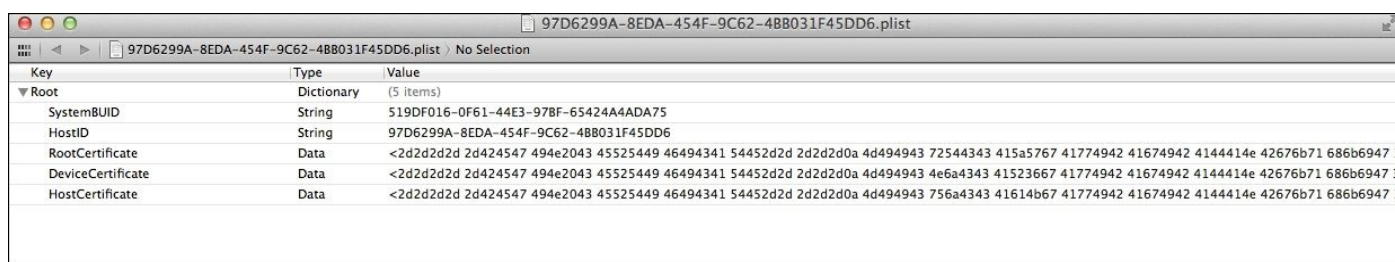 97D6299A-8EDA-454F-9C62-4BB031F45DD6.plist
97D6299A-8EDA-454F-9C62-4BB031F45DD6.plist 〉 No Selection
Key Type Value
Root Dictionary (5 items)
SystemBUID String 519DF016-0F61-44E3-97BF-65424A4ADA75
HostID String 97D6299A-8EDA-454F-9C62-4BB031F45DD6
RootCertificate Data <2d2d2d2d 2d424547 494e2043 45525449 46494341 54452d2d 2d2d2d0a 4d494943 72544343 415a5767 41774942 41674942 4144414e 42676b71 686b6947
DeviceCertificate Data <2d2d2d2d 2d424547 494e2043 45525449 46494341 54452d2d 2d2d2d0a 4d494943 4e6a4343 41523667 41774942 41674942 4144414e 42676b71 686b6947
HostCertificate Data <2d2d2d2d 2d424547 494e2043 45525449 46494341 54452d2d 2d2d2d0a 4d494943 756a4343 41614b67 41774942 41674942 4144414e 42676b71 686b6947